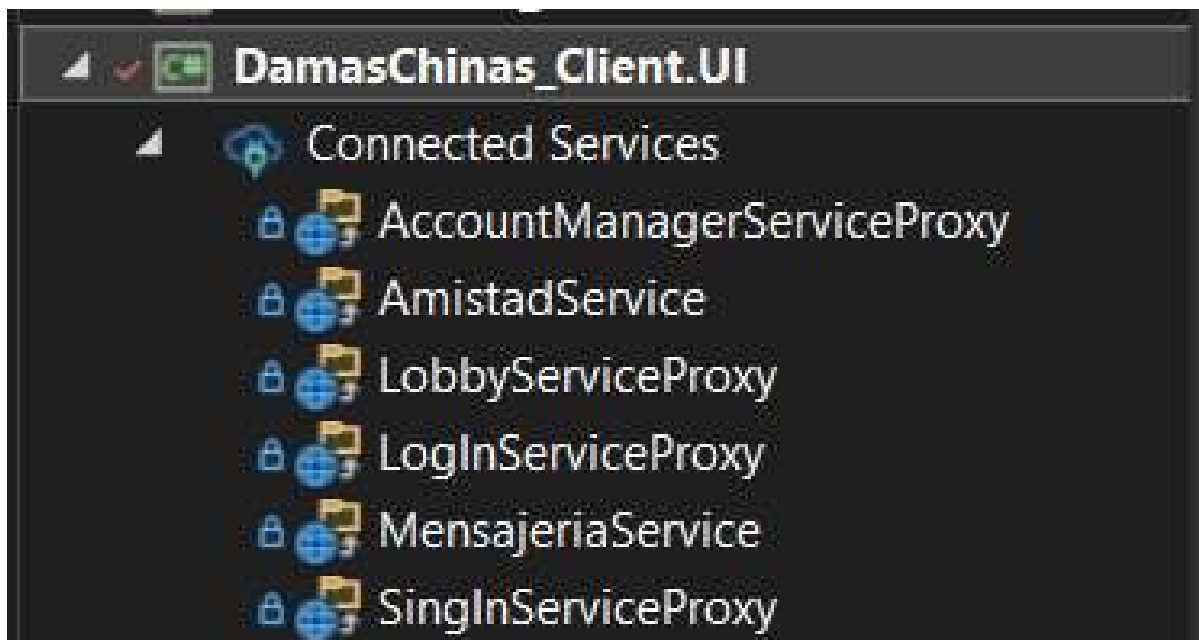 DamasChinas_Client.UI
Connected Services
AccountManagerServiceProxy
AmistadService
LobbyServiceProxy
LogInServiceProxy
MensajeriaService
SingInServiceProxy